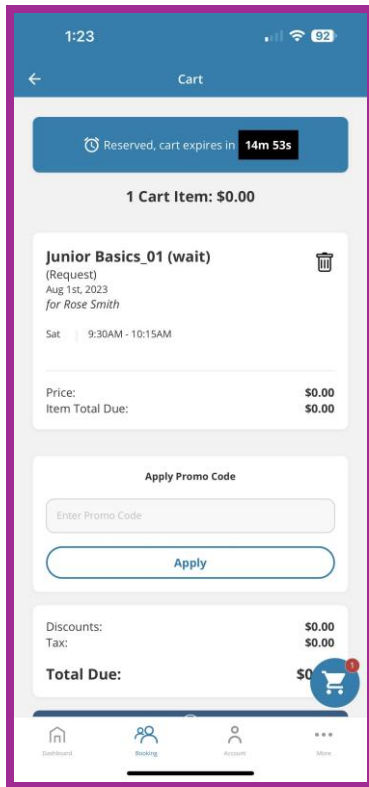 1:23
92
Cart
Reserved, cart expires in 14m 53s
1 Cart Item: $0.00
Junior Basics_01 (wait)
(Request)
Aug 1st, 2023
for Rose Smith
Sat 9:30AM - 10:15AM
Price: $0.00
Item Total Due: $0.00
Apply Promo Code
Enter Promo Code
Apply
Discounts: $0.00
Tax: $0.00
Total Due: $0
1
Dashboard Booking Account More